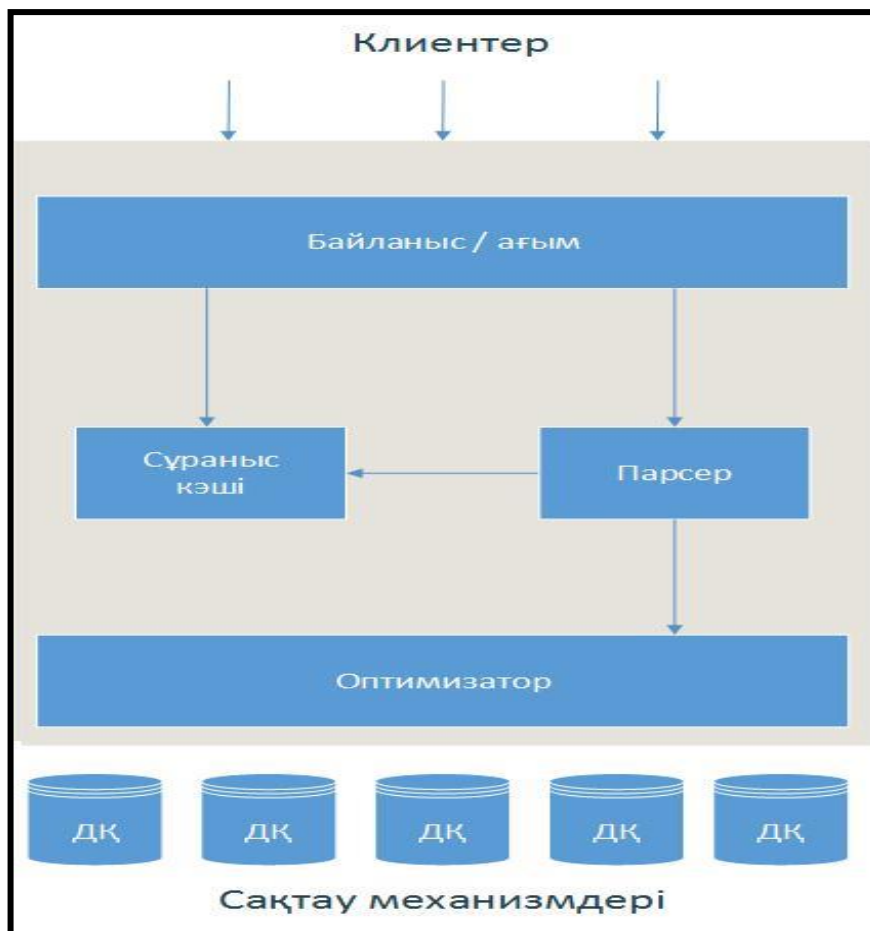 Клиентер
Байланыс / ағым
Сұраныс
кэші
Парсер
Оптимизатор
ДҚ
ДҚ
ДҚ
ДҚ
ДҚ
Сақтау механизмдері